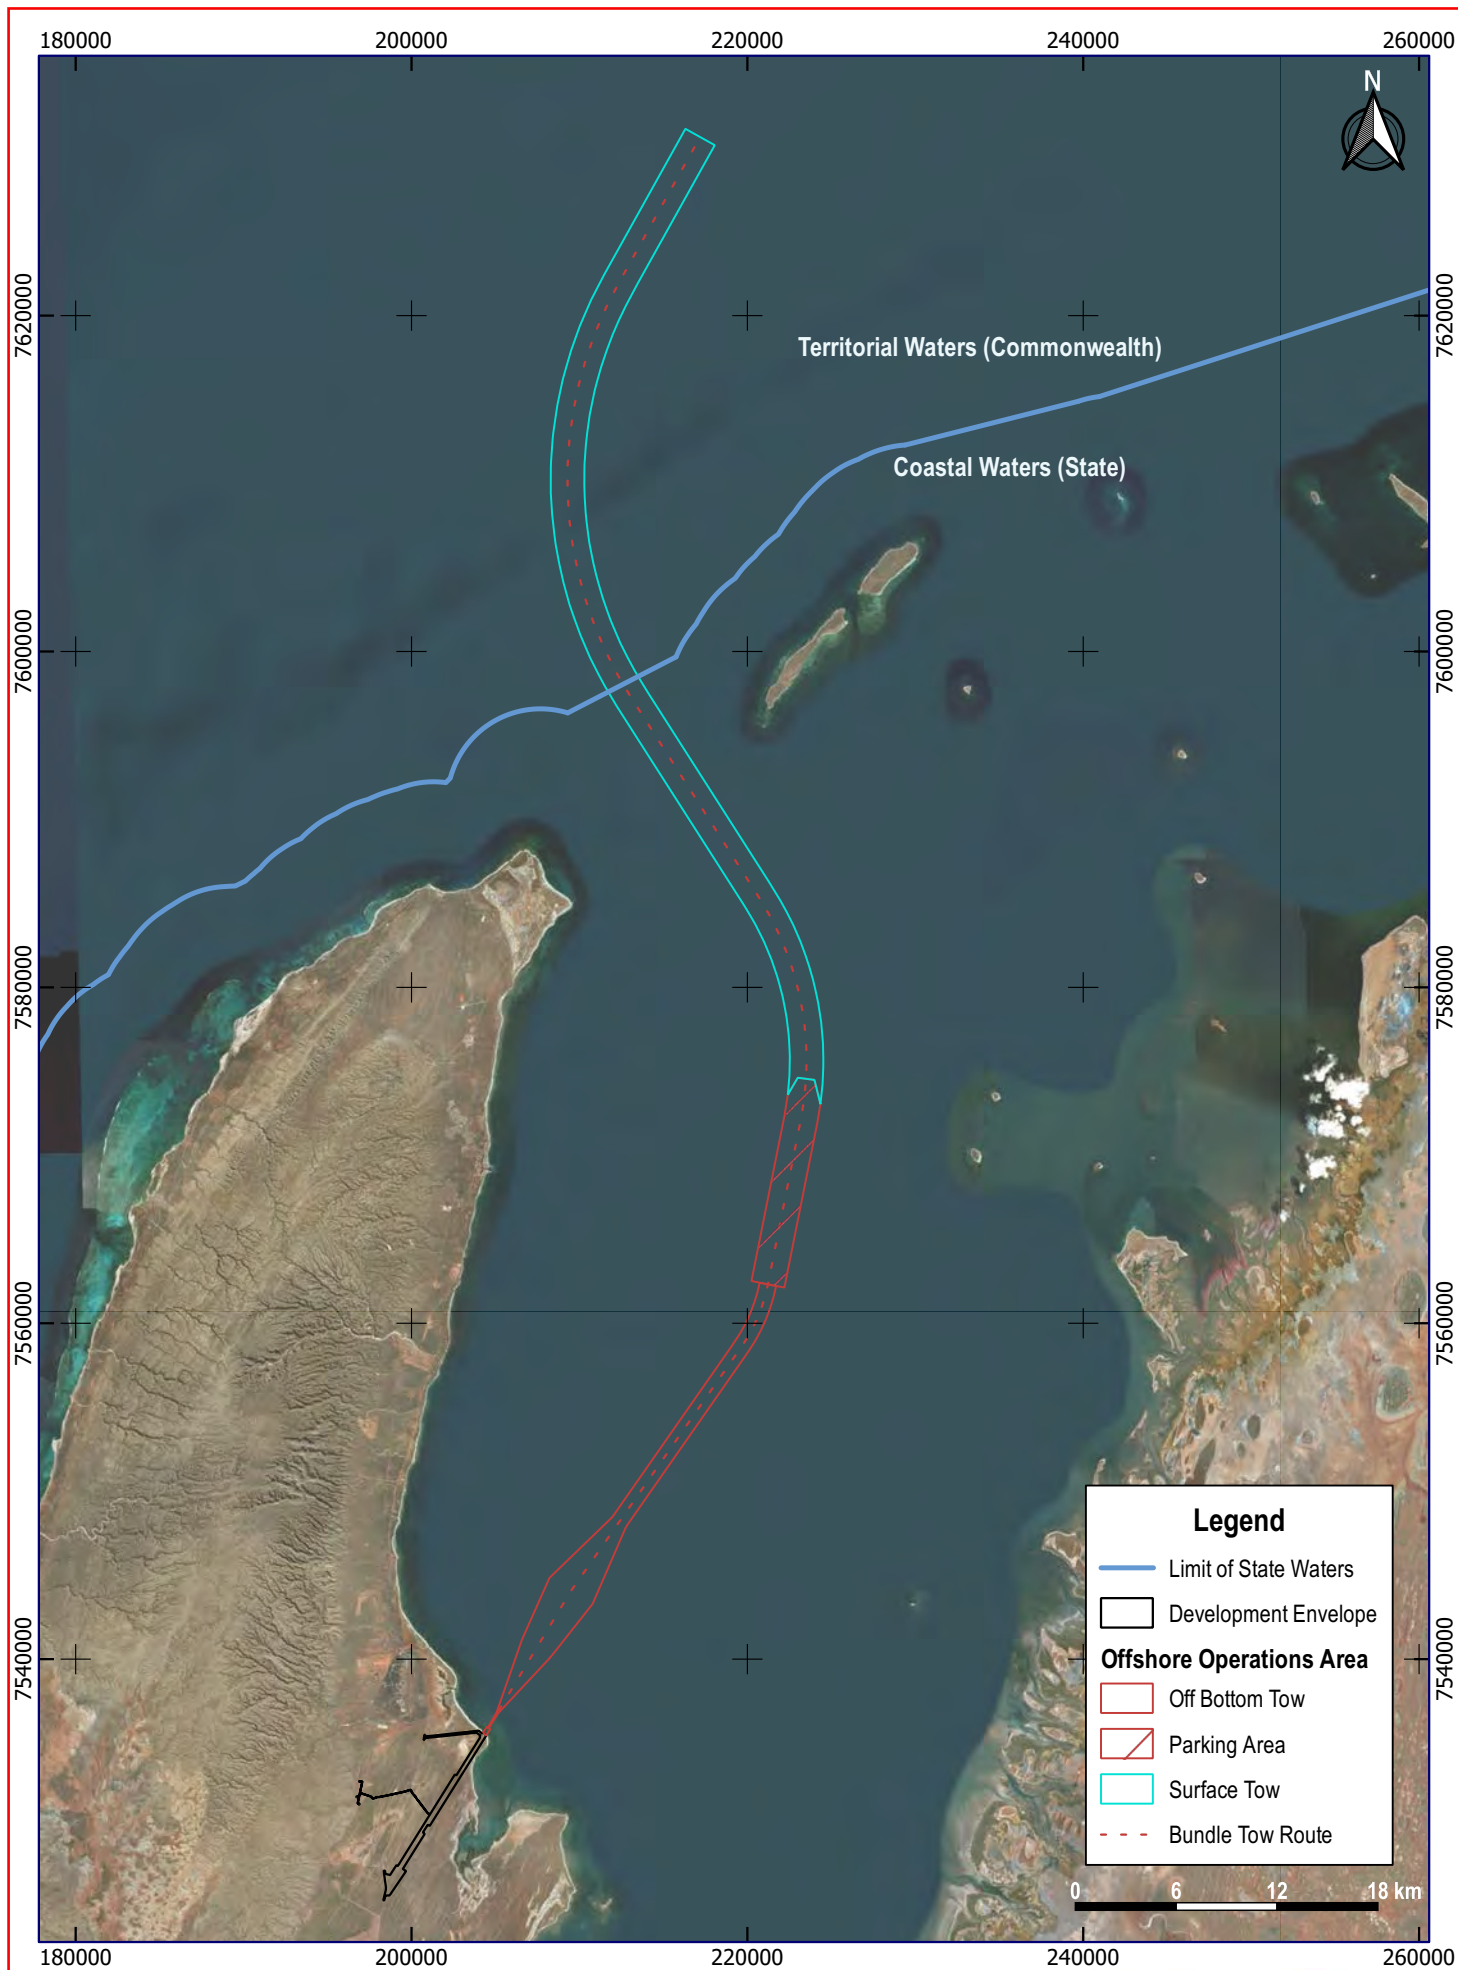 180000 200000 220000 240000 260000
N
7620000 7620000
Territorial Waters (Commonwealth)
Coastal Waters (State)
7600000 7600000
7580000 7580000
7560000 7560000
Legend
Limit of State Waters
Development Envelope
Offshore Operations Area
7540000 7540000
Off Bottom Tow
Parking Area
Surface Tow
Bundle Tow Route
0 6 12 18 km
180000 200000 220000 240000 260000